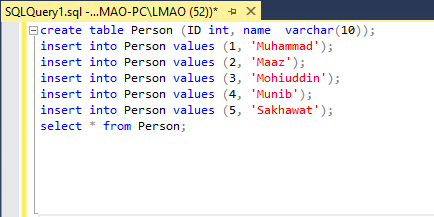 SQLQuery1.sql -...MAO-PC\LMAO (52))*
create table Person (ID int, name  varchar(10));
insert into Person values (1, 'Muhammad');
insert into Person values (2, 'Maaz');
insert into Person values (3, 'Mohiuddin');
insert into Person values (4, 'Munib');
insert into Person values (5, 'Sakhawat');
select * from Person;